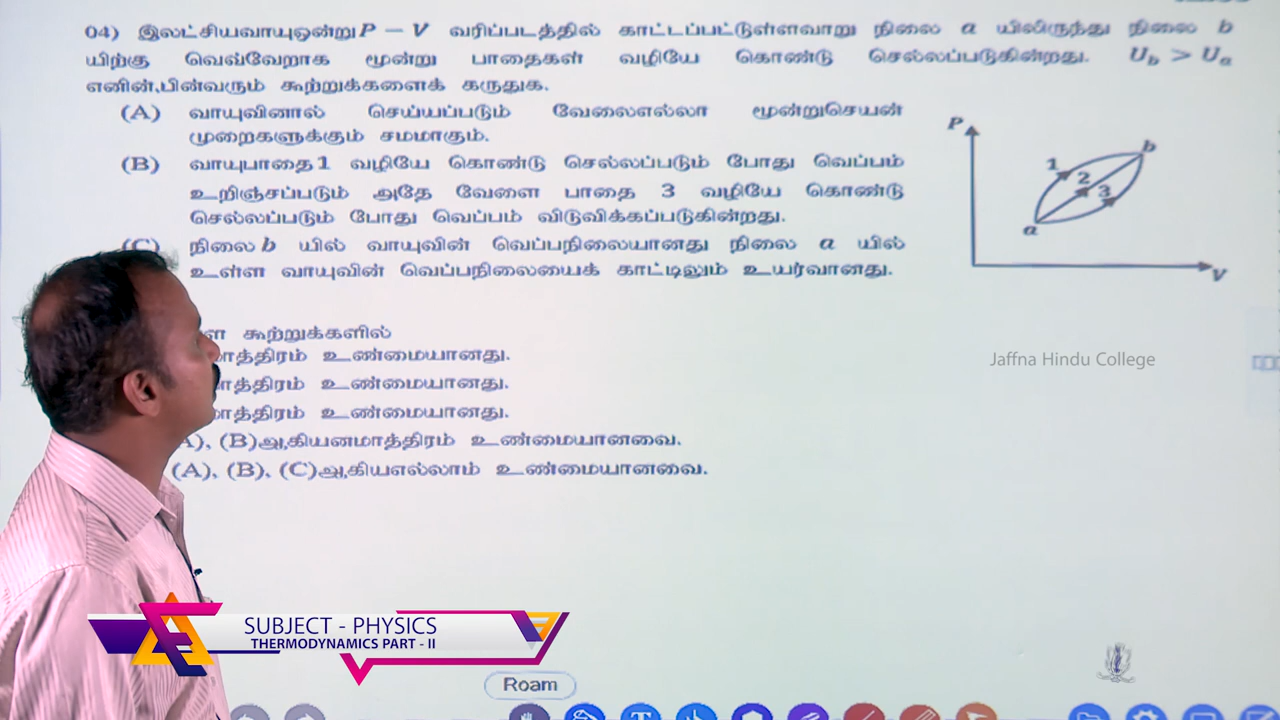 04) இலட்சியவாயுஒன்று P – V வரிப்படத்தில் காட்டப்பட்டுள்ளவாறு நிலை a யிலிருந்து நிலை b
யிற்கு வெவ்வேறாக மூன்று பாதைகள் வழியே கொண்டு செல்லப்படுகின்றது. U_b > U_a
எனின்,பின்வரும் கூற்றுக்களைக் கருதுக.
(A) வாயுவினால் செய்யப்படும் வேலைஎல்லா மூன்றுசெயன்
முறைகளுக்கும் சமமாகும்.
(B) வாயுபாதை1 வழியே கொண்டு செல்லப்படும் போது வெப்பம்
உறிஞ்சப்படும் அதே வேளை பாதை 3 வழியே கொண்டு
செல்லப்படும் போது வெப்பம் விடுவிக்கப்படுகின்றது.
(C) நிலை b யில் வாயுவின் வெப்பநிலையானது நிலை a யில்
உள்ள வாயுவின் வெப்பநிலையைக் காட்டிலும் உயர்வானது.
P
b
1
2
3
a
V
கூற்றுக்களில்
உண்மையானது.
உண்மையானது.
உண்மையானது.
(B)ஆகியனமாத்திரம் உண்மையானவை.
(A), (B), (C)ஆகியஎல்லாம் உண்மையானவை.
Jaffna Hindu College
SUBJECT - PHYSICS
THERMODYNAMICS PART - II
Roam